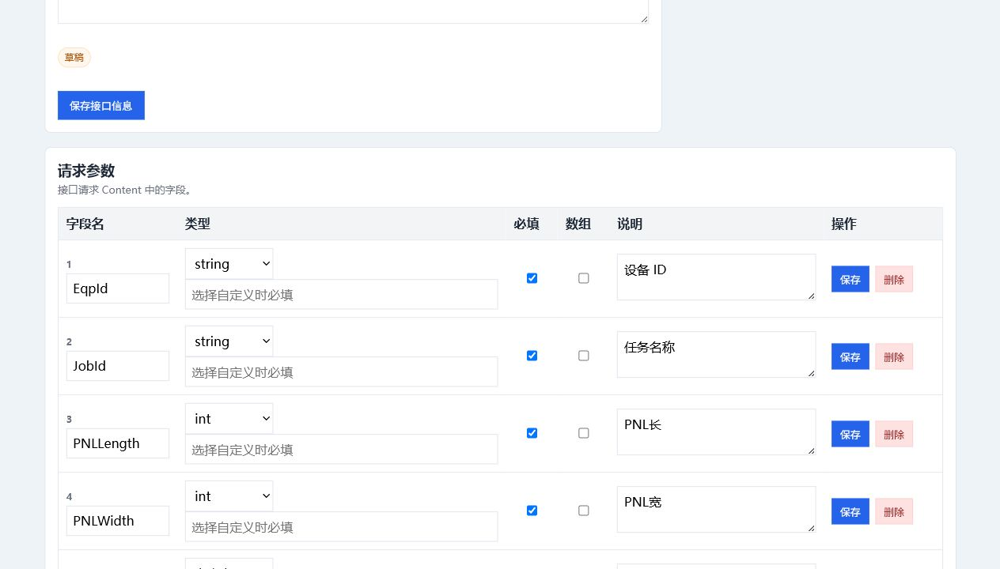 草稿
保存接口信息
请求参数
接口请求 Content 中的字段。
字段名 类型 必填 数组 说明 操作
1
EqpId
string
选择自定义时必填
设备 ID
保存 删除
2
JobId
string
选择自定义时必填
任务名称
保存 删除
3
PNLLength
int
选择自定义时必填
PNL长
保存 删除
4
PNLWidth
int
选择自定义时必填
PNL宽
保存 删除